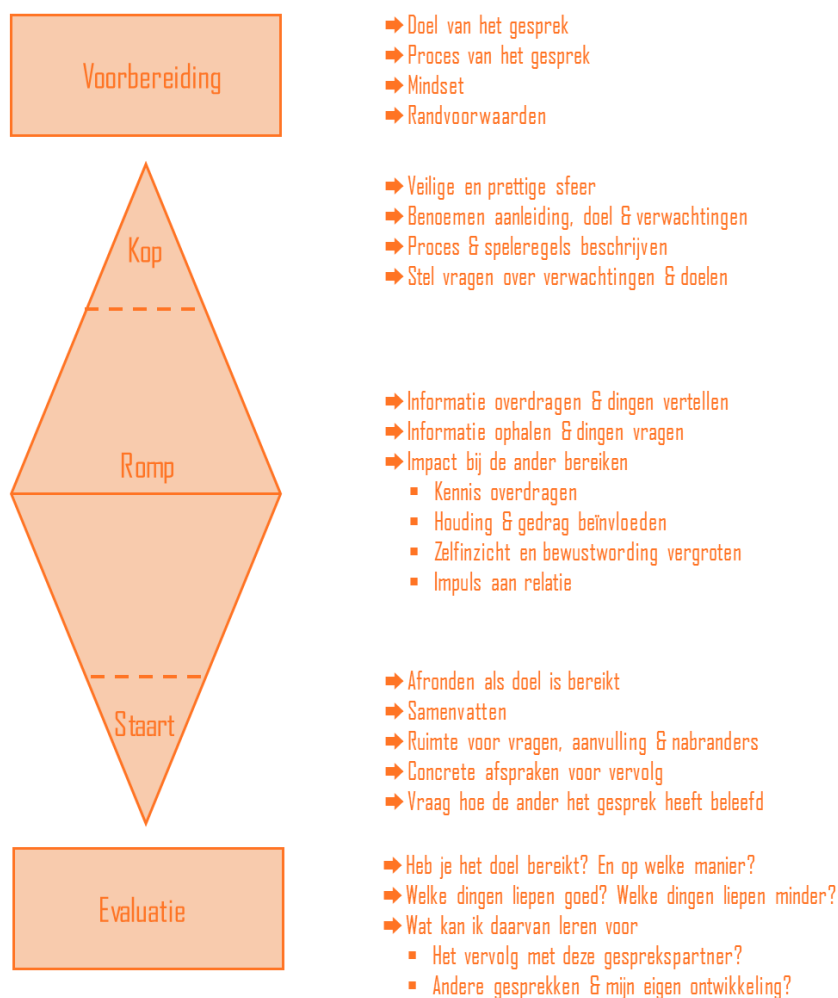 Voorbereiding
➡ Doel van het gesprek
➡ Proces van het gesprek
➡ Mindset
➡ Randvoorwaarden
Kop
➡ Veilige en prettige sfeer
➡ Benoemen aanleiding, doel & verwachtingen
➡ Proces & speleregels beschrijven
➡ Stel vragen over verwachtingen & doelen
Romp
➡ Informatie overdragen & dingen vertellen
➡ Informatie ophalen & dingen vragen
➡ Impact bij de ander bereiken
▪ Kennis overdragen
▪ Houding & gedrag beïnvloeden
▪ Zelfinzicht en bewustwording vergroten
▪ Impuls aan relatie
Staart
➡ Afronden als doel is bereikt
➡ Samenvatten
➡ Ruimte voor vragen, aanvulling & nabranders
➡ Concrete afspraken voor vervolg
➡ Vraag hoe de ander het gesprek heeft beleefd
Evaluatie
➡ Heb je het doel bereikt? En op welke manier?
➡ Welke dingen liepen goed? Welke dingen liepen minder?
➡ Wat kan ik daarvan leren voor
▪ Het vervolg met deze gesprekspartner?
▪ Andere gesprekken & mijn eigen ontwikkeling?